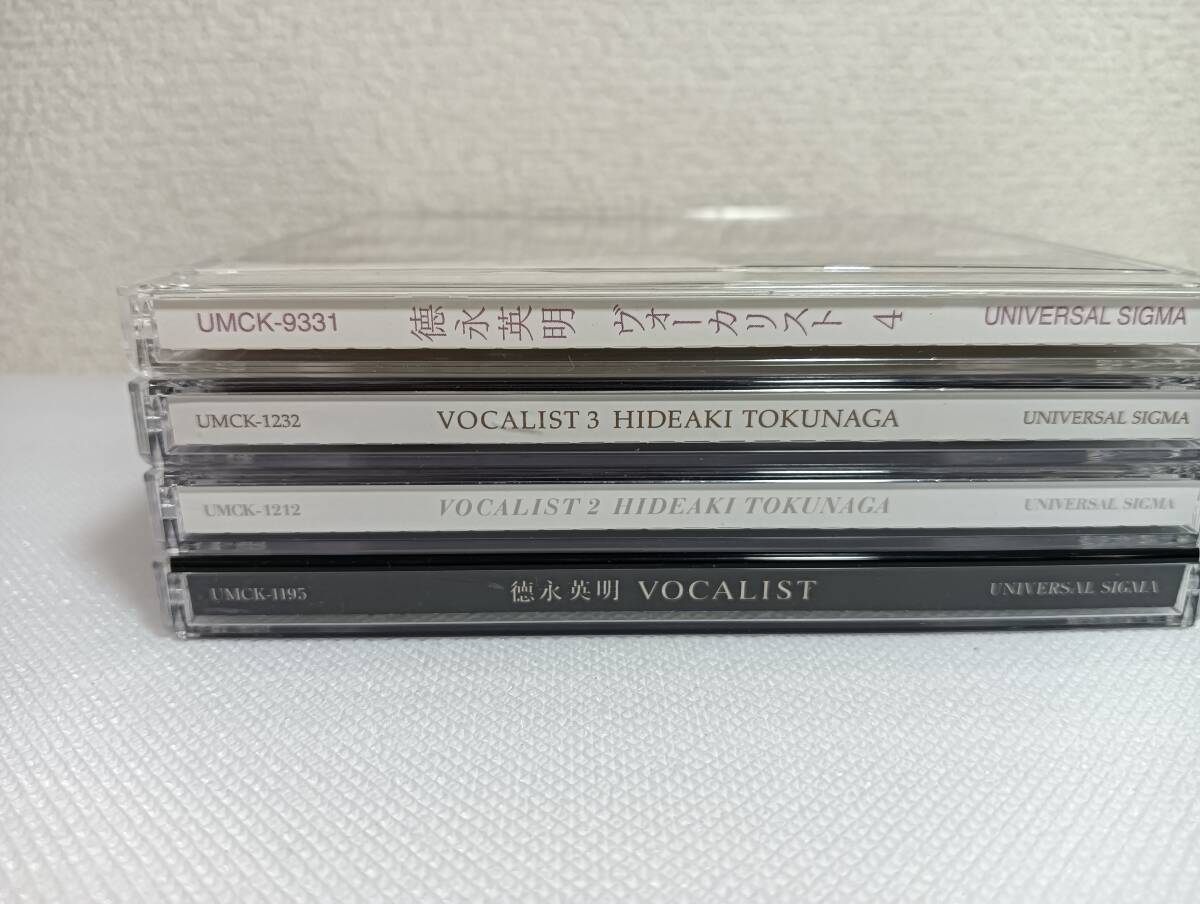 UMCK-9331 德永英明 ヴォーカリスト 4 UNIVERSAL SIGMA
UMCK-1232 VOCALIST 3 HIDEAKI TOKUNAGA UNIVERSAL SIGMA
UMCK-1212 VOCALIST 2 HIDEAKI TOKUNAGA UNIVERSAL SIGMA
UMCK-1195 德永英明 VOCALIST UNIVERSAL SIGMA